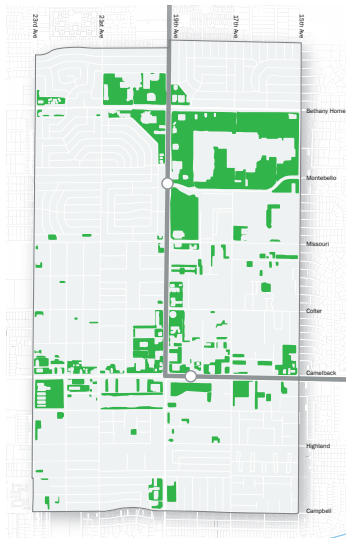 23rd Ave
21st Ave
19th Ave
17th Ave
15th Ave
Bethany Home
Montebello
Missouri
Colter
Camelback
Highland
Campbell